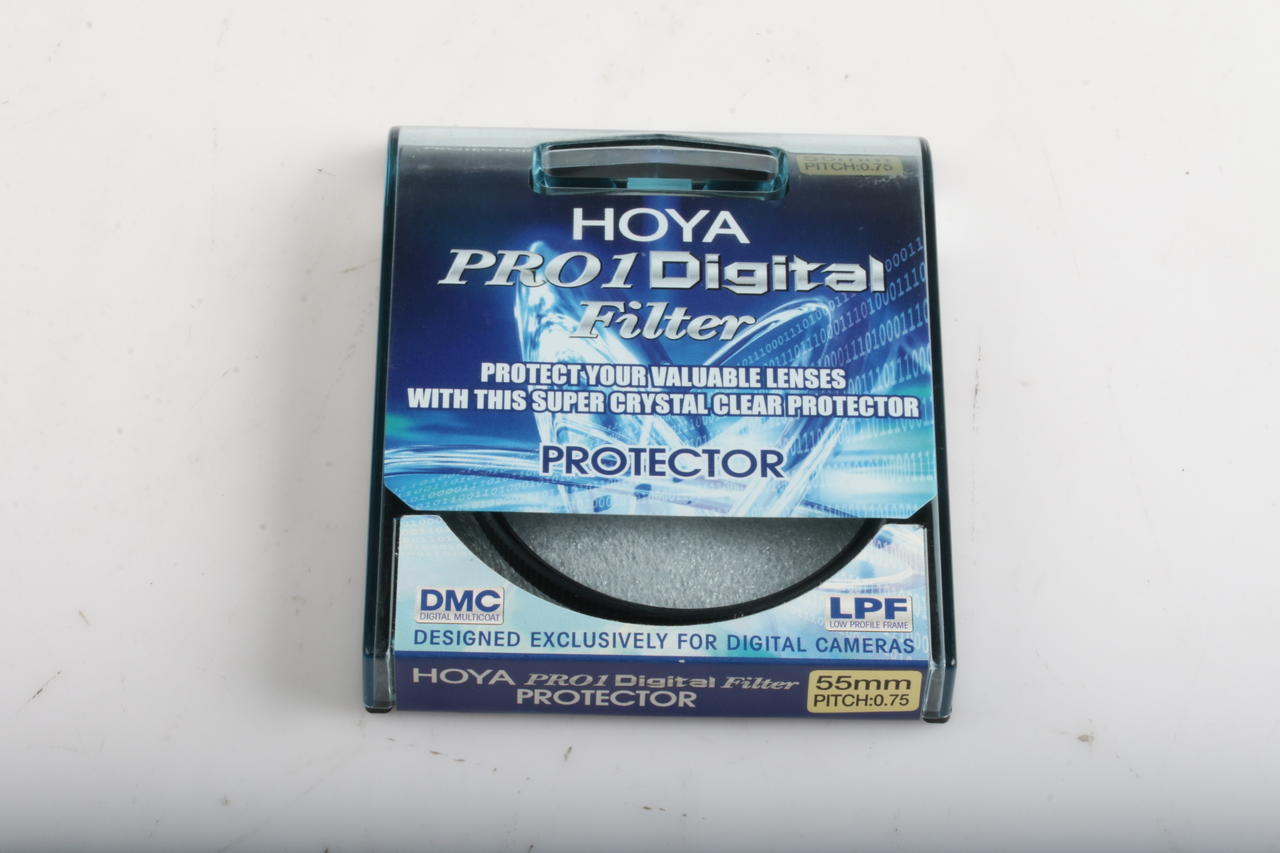 55mm
PITCH:0.75
HOYA
PRO1 Digital
Filter
PROTECT YOUR VALUABLE LENSES
WITH THIS SUPER CRYSTAL CLEAR PROTECTOR
PROTECTOR
DMC
DIGITAL MULTICOAT
LPF
LOW PROFILE FRAME
DESIGNED EXCLUSIVELY FOR DIGITAL CAMERAS
HOYA PRO1 Digital Filter
PROTECTOR
55mm
PITCH:0.75